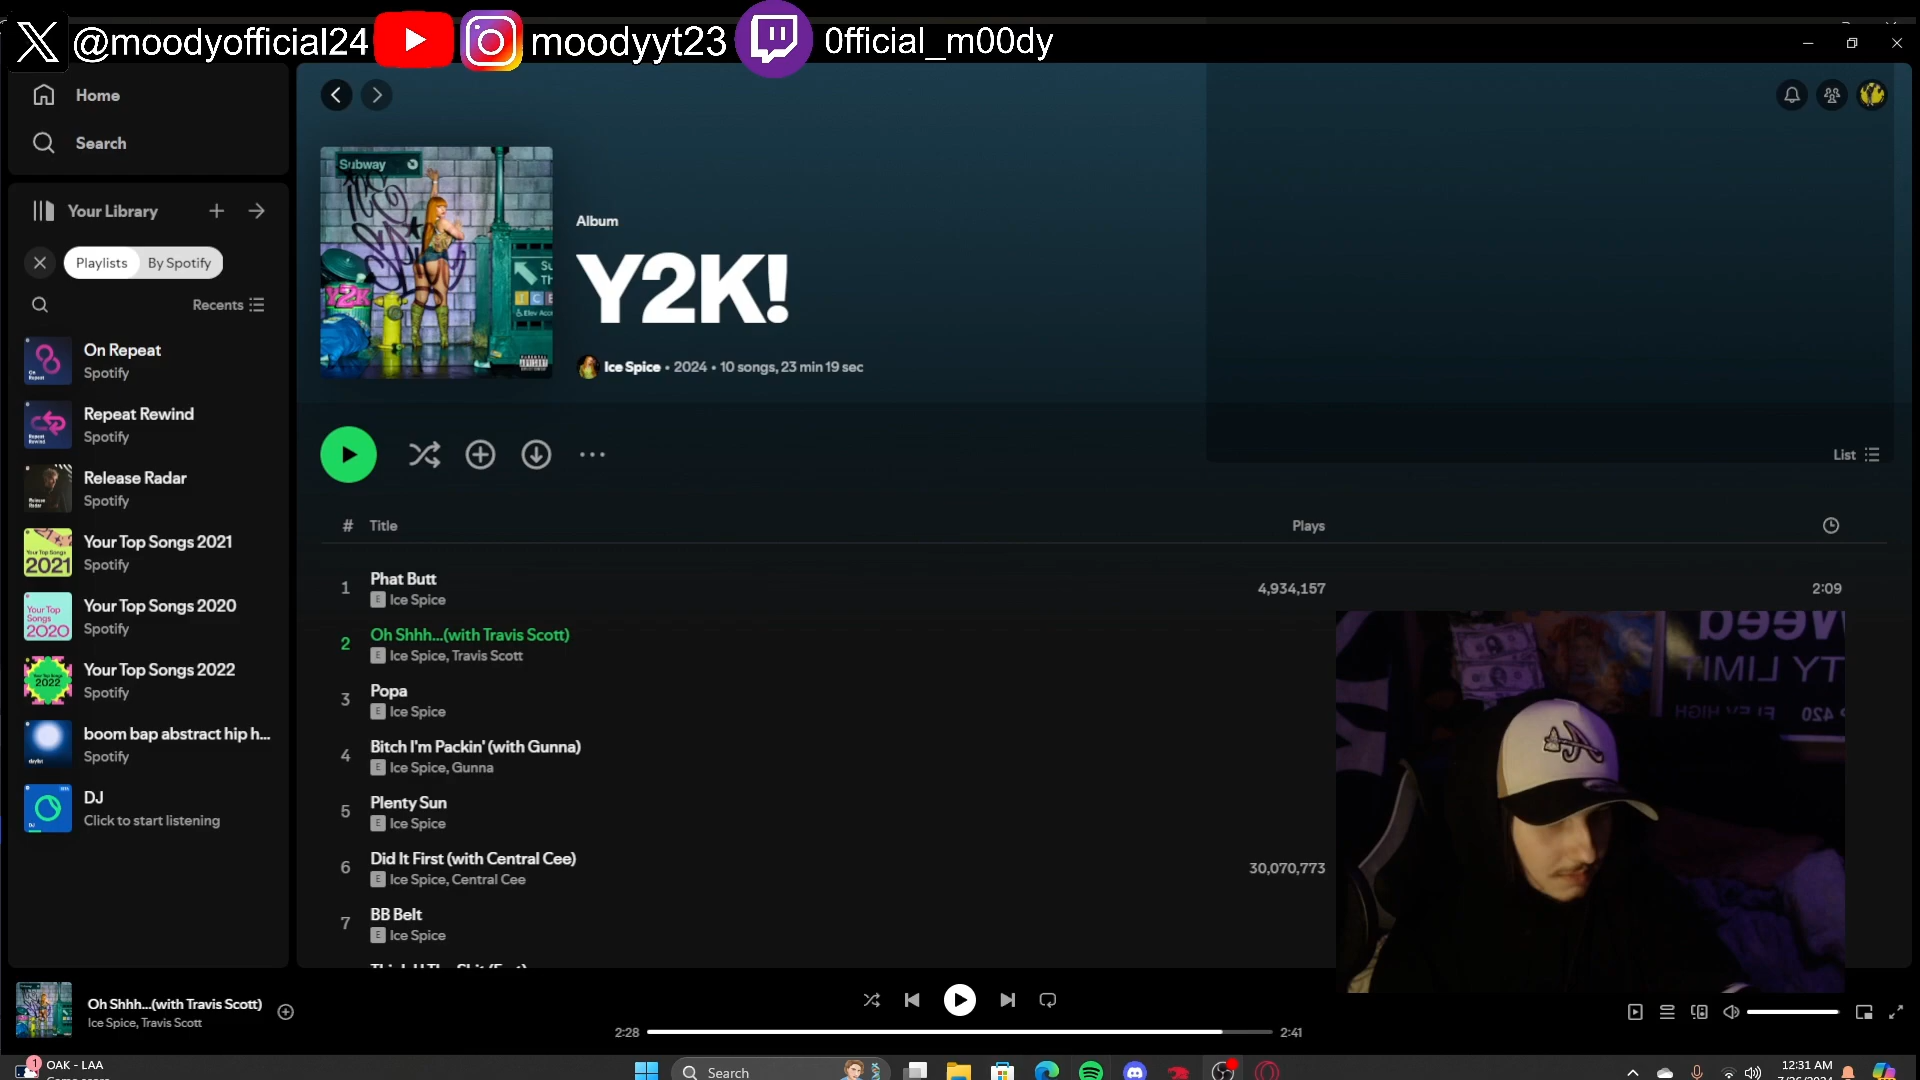 @moodyofficial24 moodyyt23 0fficial_m00dy
Home
Search
Your Library
Playlists By Spotify
Recents
On Repeat
Spotify
Repeat Rewind
Spotify
Release Radar
Spotify
Your Top Songs 2021
Spotify
Your Top Songs 2020
Spotify
Your Top Songs 2022
Spotify
boom bap abstract hip h...
Spotify
DJ
Click to start listening
Subway
Y2K
Album
Y2K!
Ice Spice • 2024 • 10 songs, 23 min 19 sec
List
# Title Plays
1 Phat Butt 4,934,157 2:09
E Ice Spice
2 Oh Shhh...(with Travis Scott)
E Ice Spice, Travis Scott
3 Popa
E Ice Spice
4 Bitch I'm Packin' (with Gunna)
E Ice Spice, Gunna
5 Plenty Sun
E Ice Spice
6 Did It First (with Central Cee) 30,070,773
E Ice Spice, Central Cee
7 BB Belt
E Ice Spice
Oh Shhh...(with Travis Scott)
Ice Spice, Travis Scott
2:28 2:41
OAK - LAA
Search
12:31 AM